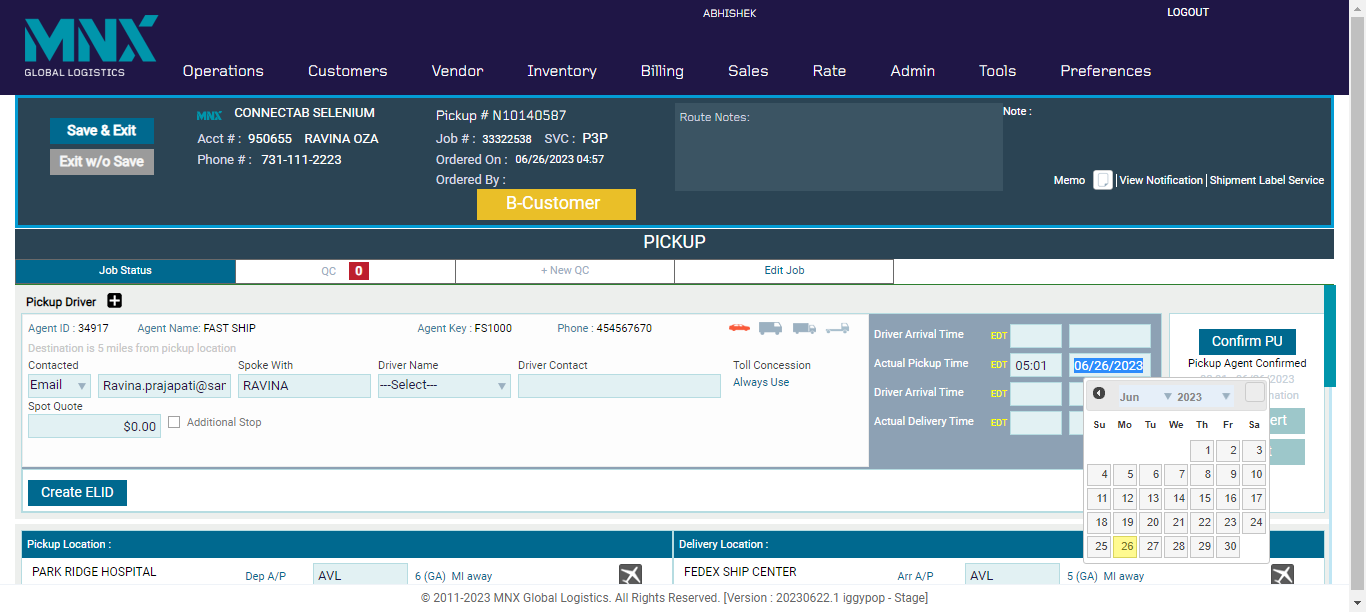 ABHISHEK
LOGOUT
MNX
GLOBAL LOGISTICS
Operations Customers Vendor Inventory Billing Sales Rate Admin Tools Preferences
Save & Exit
Exit w/o Save
MNX CONNECTAB SELENIUM
Acct # : 950655 RAVINA OZA
Phone # : 731-111-2223
Pickup # N10140587
Job # : 33322538 SVC : P3P
Ordered On : 06/26/2023 04:57
Ordered By :
B-Customer
Route Notes:
Note :
Memo | View Notification | Shipment Label Service
PICKUP
Job Status QC 0 + New QC Edit Job
Pickup Driver
Agent ID : 34917 Agent Name: FAST SHIP Agent Key : FS1000 Phone : 454567670
Destination is 5 miles from pickup location
Contacted Spoke With Driver Name Driver Contact Toll Concession
Email Ravina.prajapati@sar RAVINA ---Select--- Always Use
Spot Quote
$0.00 Additional Stop
Driver Arrival Time EDT
Actual Pickup Time EDT 05:01 06/26/2023
Driver Arrival Time EDT
Actual Delivery Time EDT
Confirm PU
Pickup Agent Confirmed
Jun 2023
Su Mo Tu We Th Fr Sa
1 2 3
4 5 6 7 8 9 10
11 12 13 14 15 16 17
18 19 20 21 22 23 24
25 26 27 28 29 30
Create ELID
Pickup Location : Delivery Location :
PARK RIDGE HOSPITAL Dep A/P AVL 6 (GA) MI away
FEDEX SHIP CENTER Arr A/P AVL 5 (GA) MI away
© 2011-2023 MNX Global Logistics. All Rights Reserved. [Version : 20230622.1 iggypop - Stage]